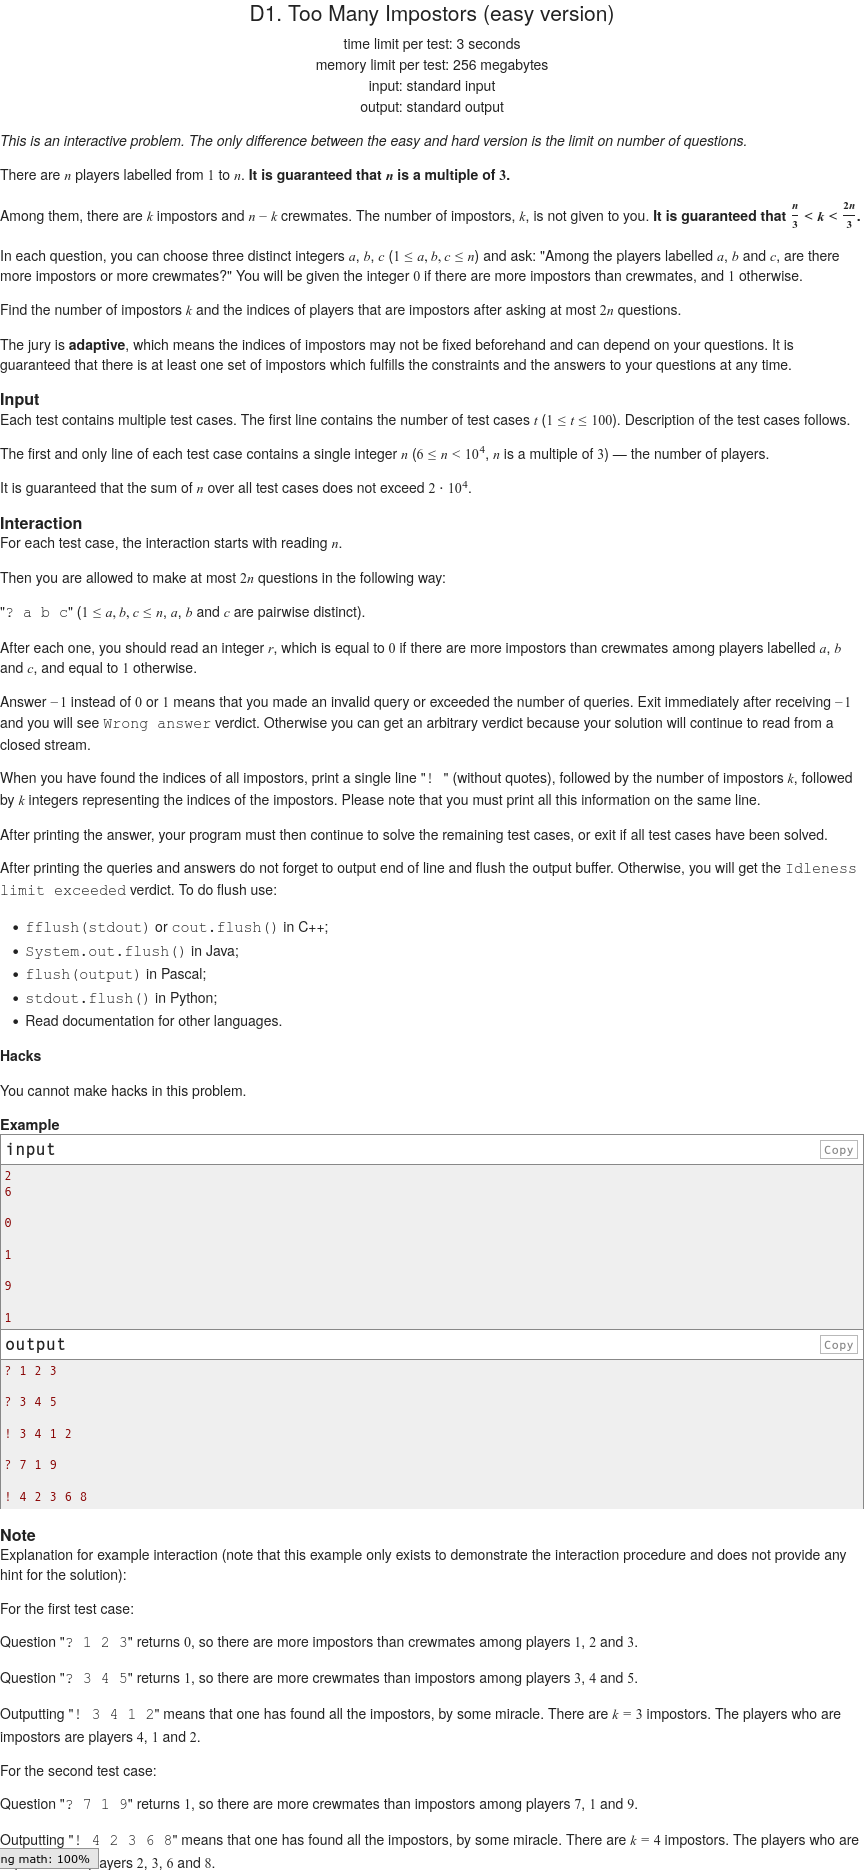 D1. Too Many Impostors (easy version)
time limit per test: 3 seconds
memory limit per test: 256 megabytes
input: standard input
output: standard output
This is an interactive problem. The only difference between the easy and hard version is the limit on number of questions.
There are n players labelled from 1 to n. It is guaranteed that n is a multiple of 3.
Among them, there are k impostors and n − k crewmates. The number of impostors, k, is not given to you. It is guaranteed that n/3 < k < 2n/3.
In each question, you can choose three distinct integers a, b, c (1 ≤ a, b, c ≤ n) and ask: "Among the players labelled a, b and c, are there
more impostors or more crewmates?" You will be given the integer 0 if there are more impostors than crewmates, and 1 otherwise.
Find the number of impostors k and the indices of players that are impostors after asking at most 2n questions.
The jury is adaptive, which means the indices of impostors may not be fixed beforehand and can depend on your questions. It is
guaranteed that there is at least one set of impostors which fulfills the constraints and the answers to your questions at any time.
Input
Each test contains multiple test cases. The first line contains the number of test cases t (1 ≤ t ≤ 100). Description of the test cases follows.
The first and only line of each test case contains a single integer n (6 ≤ n < 10^4, n is a multiple of 3) — the number of players.
It is guaranteed that the sum of n over all test cases does not exceed 2 · 10^4.
Interaction
For each test case, the interaction starts with reading n.
Then you are allowed to make at most 2n questions in the following way:
"? a b c" (1 ≤ a, b, c ≤ n, a, b and c are pairwise distinct).
After each one, you should read an integer r, which is equal to 0 if there are more impostors than crewmates among players labelled a, b
and c, and equal to 1 otherwise.
Answer −1 instead of 0 or 1 means that you made an invalid query or exceeded the number of queries. Exit immediately after receiving −1
and you will see Wrong answer verdict. Otherwise you can get an arbitrary verdict because your solution will continue to read from a
closed stream.
When you have found the indices of all impostors, print a single line "! " (without quotes), followed by the number of impostors k, followed
by k integers representing the indices of the impostors. Please note that you must print all this information on the same line.
After printing the answer, your program must then continue to solve the remaining test cases, or exit if all test cases have been solved.
After printing the queries and answers do not forget to output end of line and flush the output buffer. Otherwise, you will get the Idleness
limit exceeded verdict. To do flush use:
• fflush(stdout) or cout.flush() in C++;
• System.out.flush() in Java;
• flush(output) in Pascal;
• stdout.flush() in Python;
• Read documentation for other languages.
Hacks
You cannot make hacks in this problem.
Example
input
Copy
2
6
0
1
9
1
output
Copy
? 1 2 3
? 3 4 5
! 3 4 1 2
? 7 1 9
! 4 2 3 6 8
Note
Explanation for example interaction (note that this example only exists to demonstrate the interaction procedure and does not provide any
hint for the solution):
For the first test case:
Question "? 1 2 3" returns 0, so there are more impostors than crewmates among players 1, 2 and 3.
Question "? 3 4 5" returns 1, so there are more crewmates than impostors among players 3, 4 and 5.
Outputting "! 3 4 1 2" means that one has found all the impostors, by some miracle. There are k = 3 impostors. The players who are
impostors are players 4, 1 and 2.
For the second test case:
Question "? 7 1 9" returns 1, so there are more crewmates than impostors among players 7, 1 and 9.
Outputting "! 4 2 3 6 8" means that one has found all the impostors, by some miracle. There are k = 4 impostors. The players who are
ng math: 100% ayers 2, 3, 6 and 8.